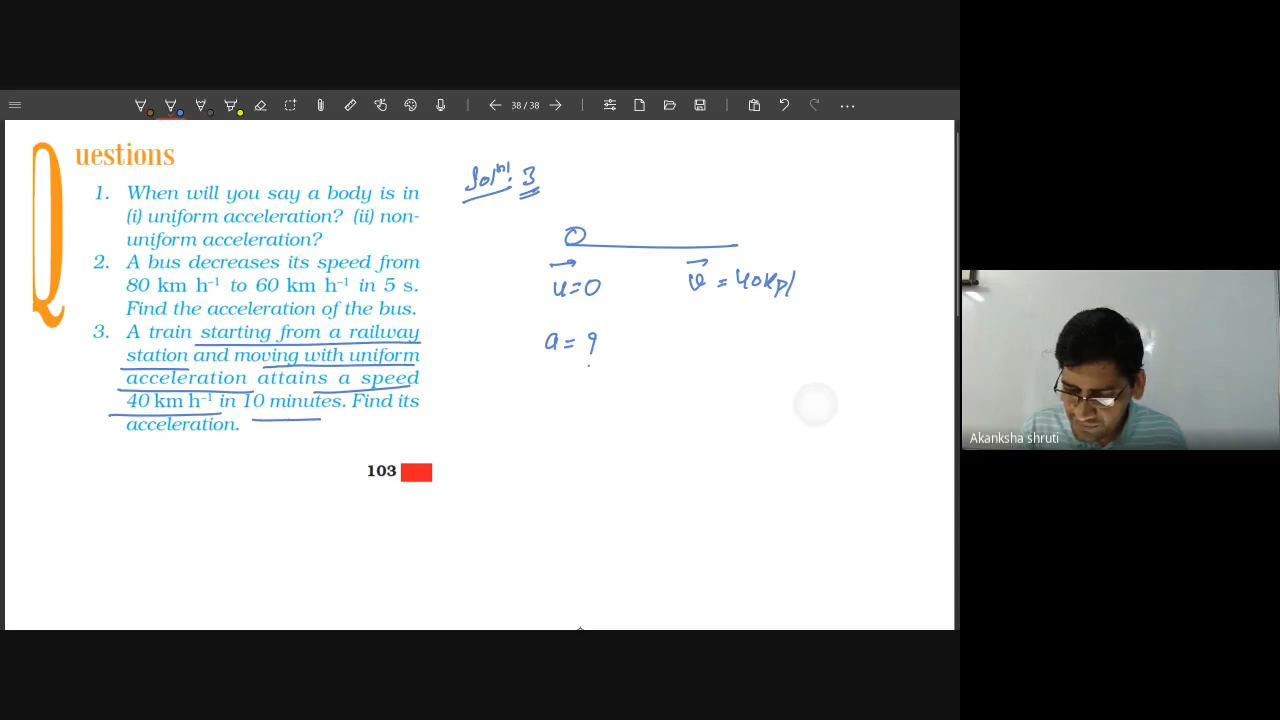 38 / 38
Questions
1. When will you say a body is in
(i) uniform acceleration? (ii) non-
uniform acceleration?
2. A bus decreases its speed from
80 km h⁻¹ to 60 km h⁻¹ in 5 s.
Find the acceleration of the bus.
3. A train starting from a railway
station and moving with uniform
acceleration attains a speed
40 km h⁻¹ in 10 minutes. Find its
acceleration.
103
Solⁿ: 3
u = 0
v = 40
a = ?
Akanksha shruti